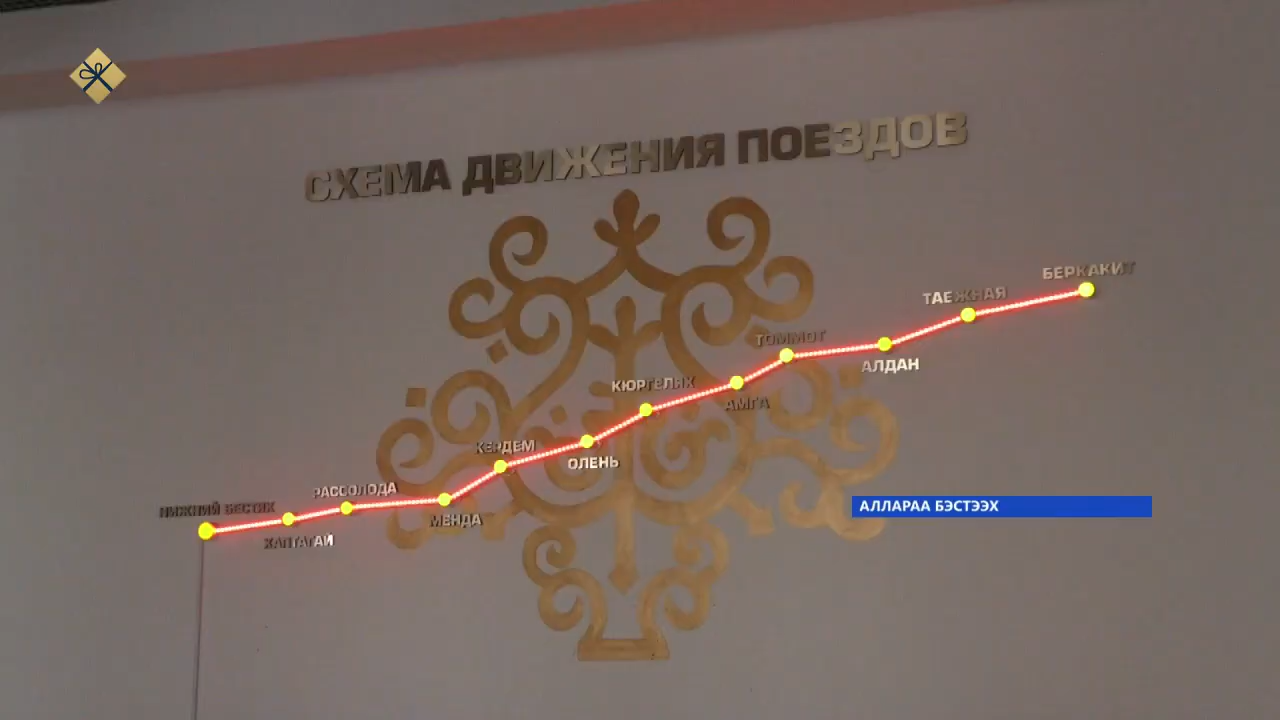 СХЕМА ДВИЖЕНИЯ ПОЕЗДОВ
БЕРКАКИТ
ТАЕЖНАЯ
ТОММОТ
АЛДАН
КЮРГЕЛЯХ
АМГА
КЕРДЕМ
ОЛЕНЬ
РАССОЛОДА
НИЖНИЙ БЕСТЯХ
МЕНДА
ХАПТАГАЙ
АЛЛАРАА БЭСТЭЭХ